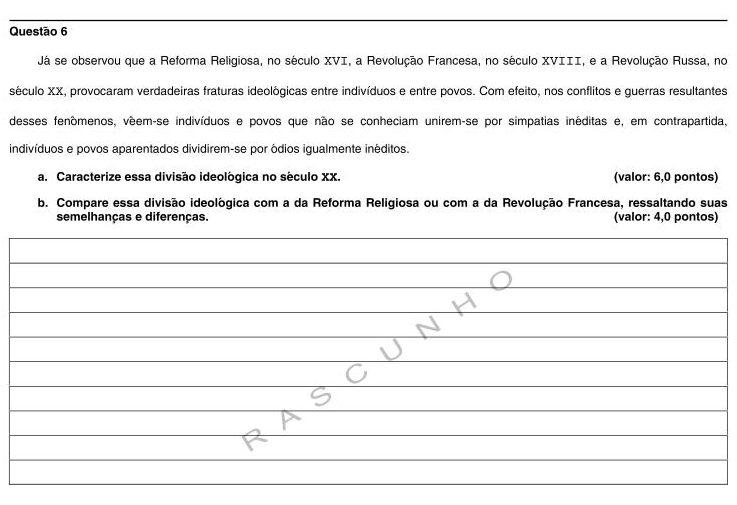 Questão 6
Já se observou que a Reforma Religiosa, no século XVI, a Revolução Francesa, no século XVIII, e a Revolução Russa, no
século XX, provocaram verdadeiras fraturas ideológicas entre indivíduos e entre povos. Com efeito, nos conflitos e guerras resultantes
desses fenômenos, vêem-se indivíduos e povos que não se conheciam unirem-se por simpatias inéditas e, em contrapartida,
indivíduos e povos aparentados dividirem-se por ódios igualmente inéditos.
a. Caracterize essa divisão ideológica no século XX. (valor: 6,0 pontos)
b. Compare essa divisão ideológica com a da Reforma Religiosa ou com a da Revolução Francesa, ressaltando suas
semelhanças e diferenças. (valor: 4,0 pontos)
RASCUNHO